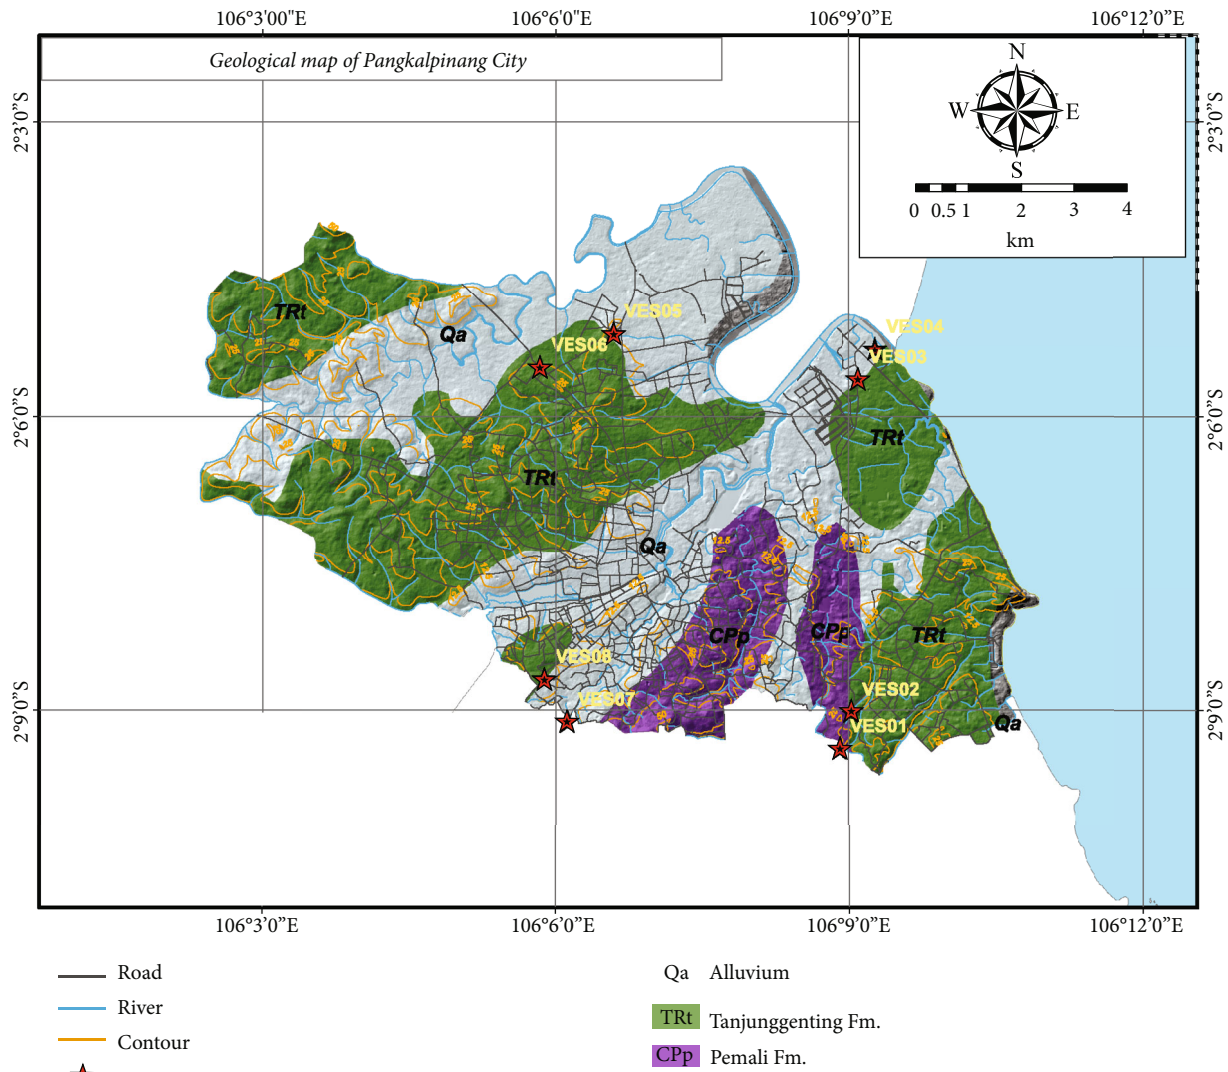 106°3'00"E 106°6'0"E 106°9'0"E 106°12'0"E
Geological map of Pangkalpinang City
N
W E
S
0 0.5 1 2 3 4
km
2°3'0"S 2°3'0"S
VES05
TRt
Qa
VES04
VES06
VES03
2°6'0"S 2°6'0"S
TRt
TRt
Qa
CPp
CPp
TRt
VES08
VES07
VES02
2°9'0"S 2°9'0"S
Qa
VES01
106°3'0"E 106°6'0"E 106°9'0"E 106°12'0"E
Road
River
Contour
Qa Alluvium
TRt Tanjunggenting Fm.
CPp Pemali Fm.